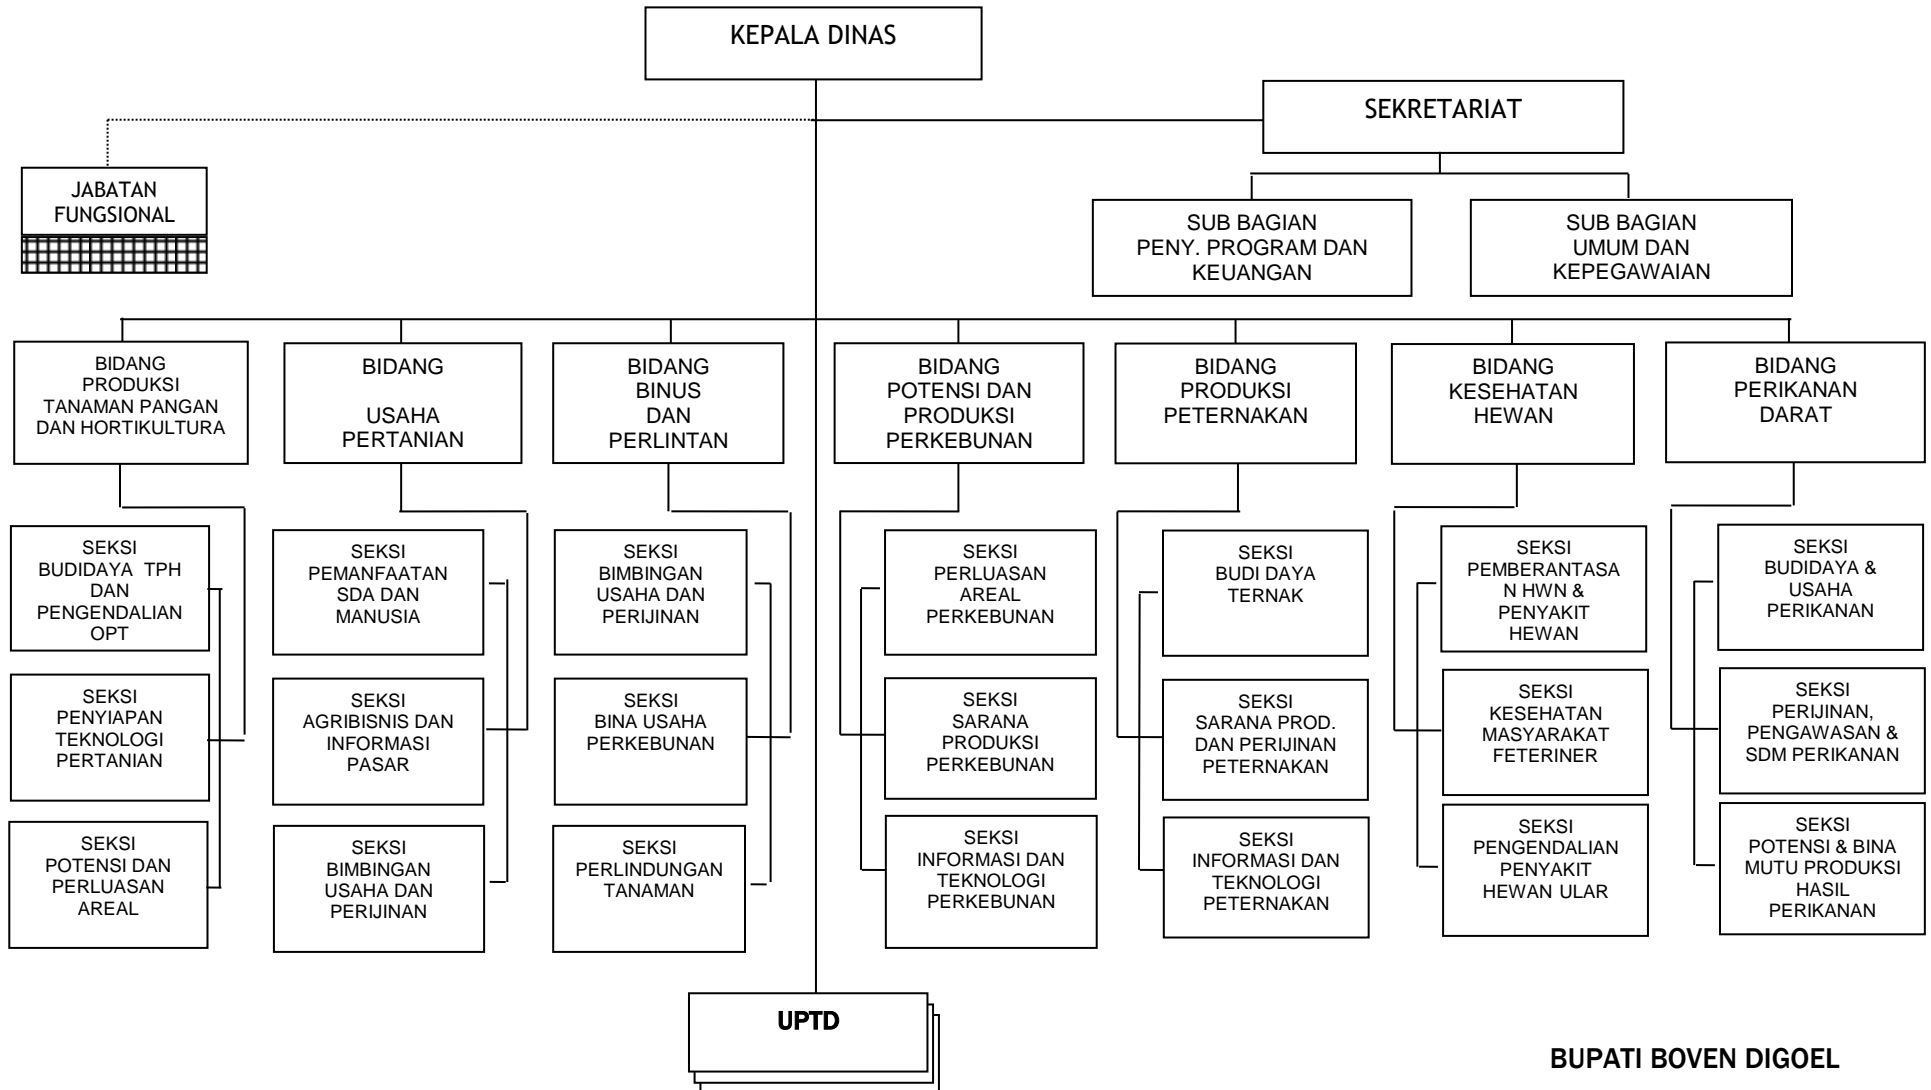 KEPALA DINAS
SEKRETARIAT
JABATAN
FUNGSIONAL
SUB BAGIAN
PENY. PROGRAM DAN
KEUANGAN
SUB BAGIAN
UMUM DAN
KEPEGAWAIAN
BIDANG
PRODUKSI
TANAMAN PANGAN
DAN HORTIKULTURA
BIDANG
USAHA
PERTANIAN
BIDANG
BINUS
DAN
PERLINTAN
BIDANG
POTENSI DAN
PRODUKSI
PERKEBUNAN
BIDANG
PRODUKSI
PETERNAKAN
BIDANG
KESEHATAN
HEWAN
BIDANG
PERIKANAN
DARAT
SEKSI
BUDIDAYA TPH
DAN
PENGENDALIAN
OPT
SEKSI
PEMANFAATAN
SDA DAN
MANUSIA
SEKSI
BIMBINGAN
USAHA DAN
PERIJINAN
SEKSI
PERLUASAN
AREAL
PERKEBUNAN
SEKSI
BUDI DAYA
TERNAK
SEKSI
PEMBERANTASA
N HWN &
PENYAKIT
HEWAN
SEKSI
BUDIDAYA &
USAHA
PERIKANAN
SEKSI
PENYIAPAN
TEKNOLOGI
PERTANIAN
SEKSI
AGRIBISNIS DAN
INFORMASI
PASAR
SEKSI
BINA USAHA
PERKEBUNAN
SEKSI
SARANA
PRODUKSI
PERKEBUNAN
SEKSI
SARANA PROD.
DAN PERIJINAN
PETERNAKAN
SEKSI
KESEHATAN
MASYARAKAT
FETERINER
SEKSI
PERIJINAN,
PENGAWASAN &
SDM PERIKANAN
SEKSI
POTENSI DAN
PERLUASAN
AREAL
SEKSI
BIMBINGAN
USAHA DAN
PERIJINAN
SEKSI
PERLINDUNGAN
TANAMAN
SEKSI
INFORMASI DAN
TEKNOLOGI
PERKEBUNAN
SEKSI
INFORMASI DAN
TEKNOLOGI
PETERNAKAN
SEKSI
PENGENDALIAN
PENYAKIT
HEWAN ULAR
SEKSI
POTENSI & BINA
MUTU PRODUKSI
HASIL
PERIKANAN
UPTD
BUPATI BOVEN DIGOEL